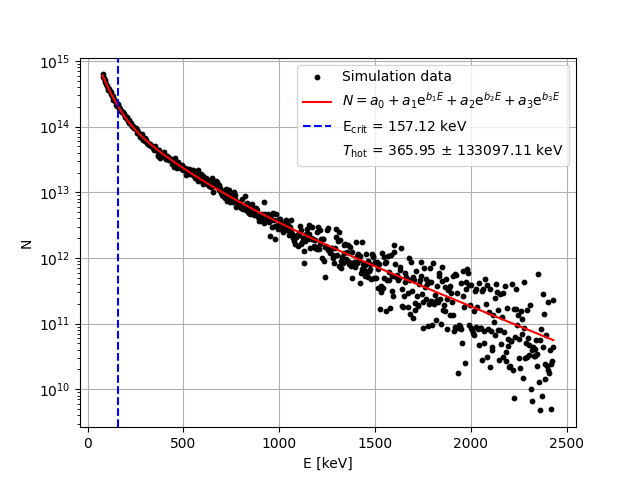 10¹⁵
10¹⁴
10¹³
10¹²
10¹¹
10¹⁰
N
Simulation data
N = a₀ + a₁e^{b₁E} + a₂e^{b₂E} + a₃e^{b₃E}
E_crit = 157.12 keV
T_hot = 365.95 ± 133097.11 keV
0 500 1000 1500 2000 2500
E [keV]